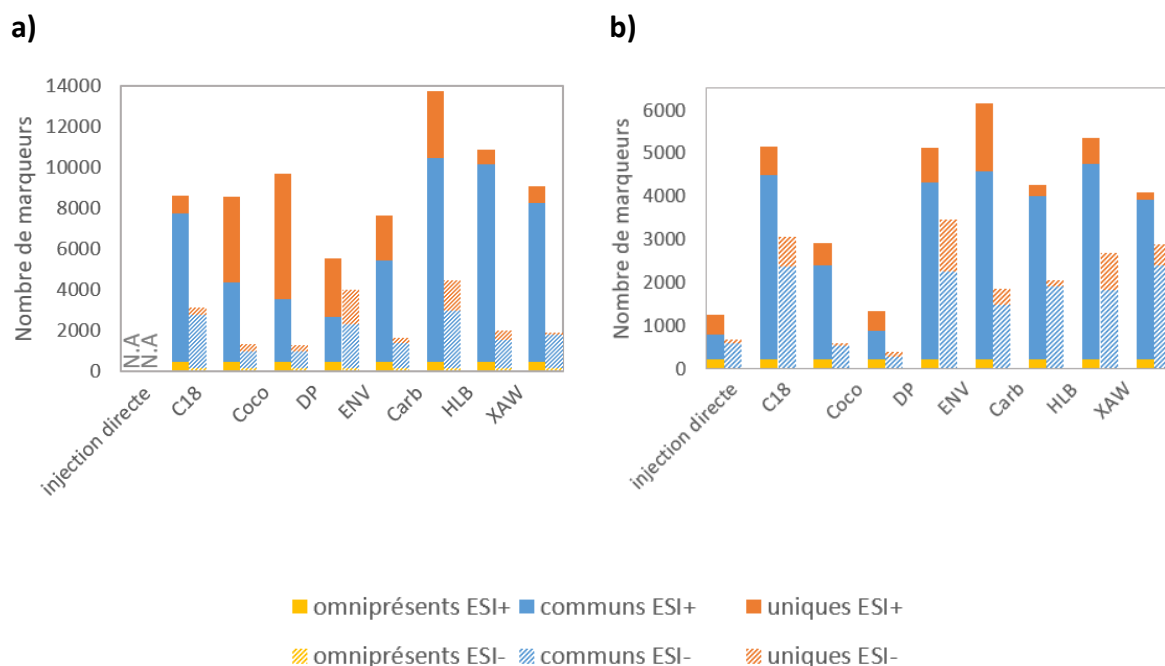 a)
Nombre de marqueurs
14000
12000
10000
8000
6000
4000
2000
0
N.A
N.A
injection directe
C18
Coco
DP
ENV
Carb
HLB
XAW
b)
Nombre de marqueurs
6000
5000
4000
3000
2000
1000
0
injection directe
C18
Coco
DP
ENV
Carb
HLB
XAW
omniprésents ESI+ communs ESI+ uniques ESI+
omniprésents ESI- communs ESI- uniques ESI-